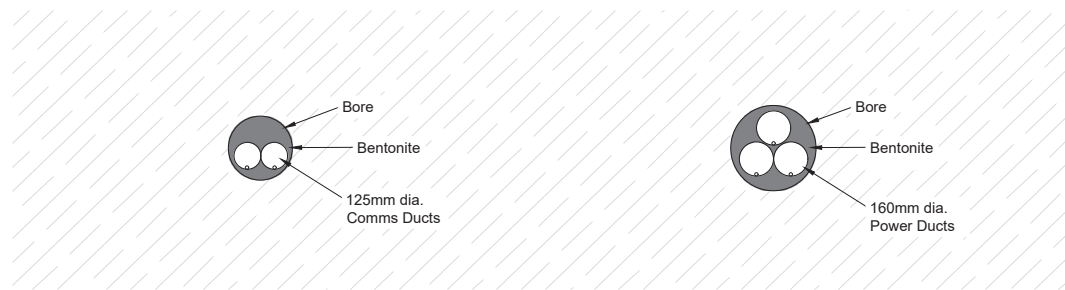 Bore
Bentonite
125mm dia.
Comms Ducts
Bore
Bentonite
160mm dia.
Power Ducts